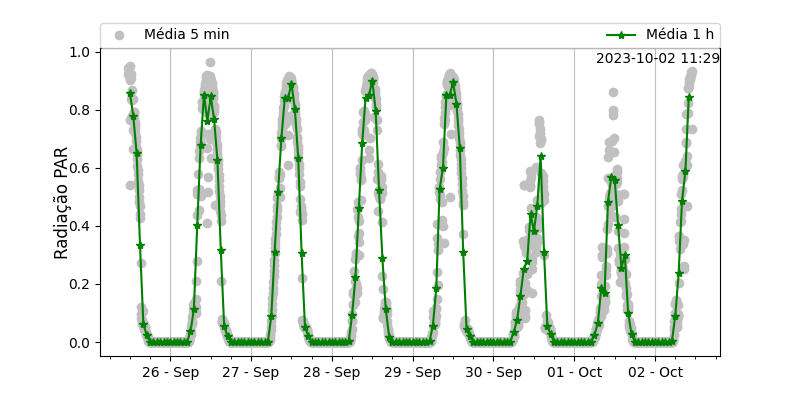 Média 5 min
Média 1 h
2023-10-02 11:29
Radiação PAR
1.0
0.8
0.6
0.4
0.2
0.0
26 - Sep
27 - Sep
28 - Sep
29 - Sep
30 - Sep
01 - Oct
02 - Oct